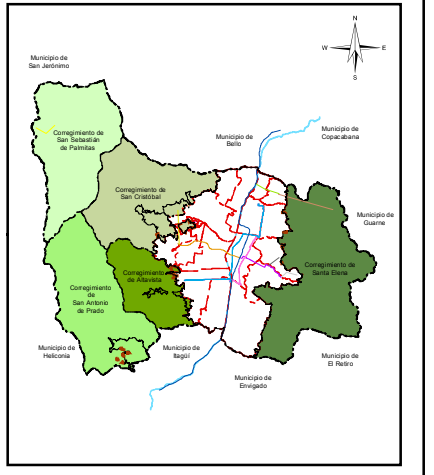 N
W
E
S
Municipio de
San Jerónimo
Corregimiento de
San Sebastián
de Palmitas
Municipio de
Bello
Municipio de
Copacabana
Corregimiento de
San Cristóbal
Municipio de
Guarne
Corregimiento de
Santa Elena
Corregimiento
de Altavista
Corregimiento
de
San Antonio
de Prado
Municipio de
Heliconia
Municipio de
Itagüí
Municipio de
El Retiro
Municipio de
Envigado